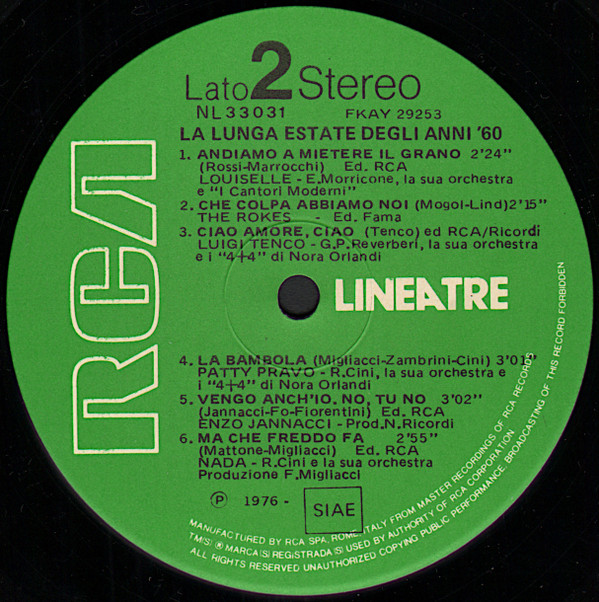 Lato 2 Stereo
NL 33031 FKAY 29253
LA LUNGA ESTATE DEGLI ANNI '60
1. ANDIAMO A MIETERE IL GRANO 2'24"
(Rossi-Marrocchi) Ed. RCA
LOUISELLE - E.Morricone, la sua orchestra
e "I Cantori Moderni"
2. CHE COLPA ABBIAMO NOI (Mogol-Lind) 2'15"
THE ROKES - Ed. Fama
3. CIAO AMORE, CIAO (Tenco) ed RCA/Ricordi
LUIGI TENCO - G.P.Reverberi, la sua orchestra
e i "4+4" di Nora Orlandi
RCA
LINEATRE
4. LA BAMBOLA (Migliacci-Zambrini-Cini) 3'01"
PATTY PRAVO - R.Cini, la sua orchestra e
i "4+4" di Nora Orlandi
5. VENGO ANCH'IO. NO, TU NO 3'02"
(Jannacci-Fo-Fiorentini) Ed. RCA
ENZO JANNACCI - Prod.N.Ricordi
6. MA CHE FREDDO FA 2'55"
(Mattone-Migliacci) Ed. RCA
NADA - R.Cini e la sua orchestra
Produzione F.Migliacci
Ⓟ 1976 - SIAE
MANUFACTURED BY RCA SPA, ROME-ITALY FROM MASTER RECORDINGS OF RCA RECORDS
TM(S) ® MARCA(S) REGISTRADA(S) USED BY AUTHORITY OF RCA CORPORATION
ALL RIGHTS RESERVED UNAUTHORIZED COPYING PUBLIC PERFORMANCE BROADCASTING OF THIS RECORD FORBIDDEN